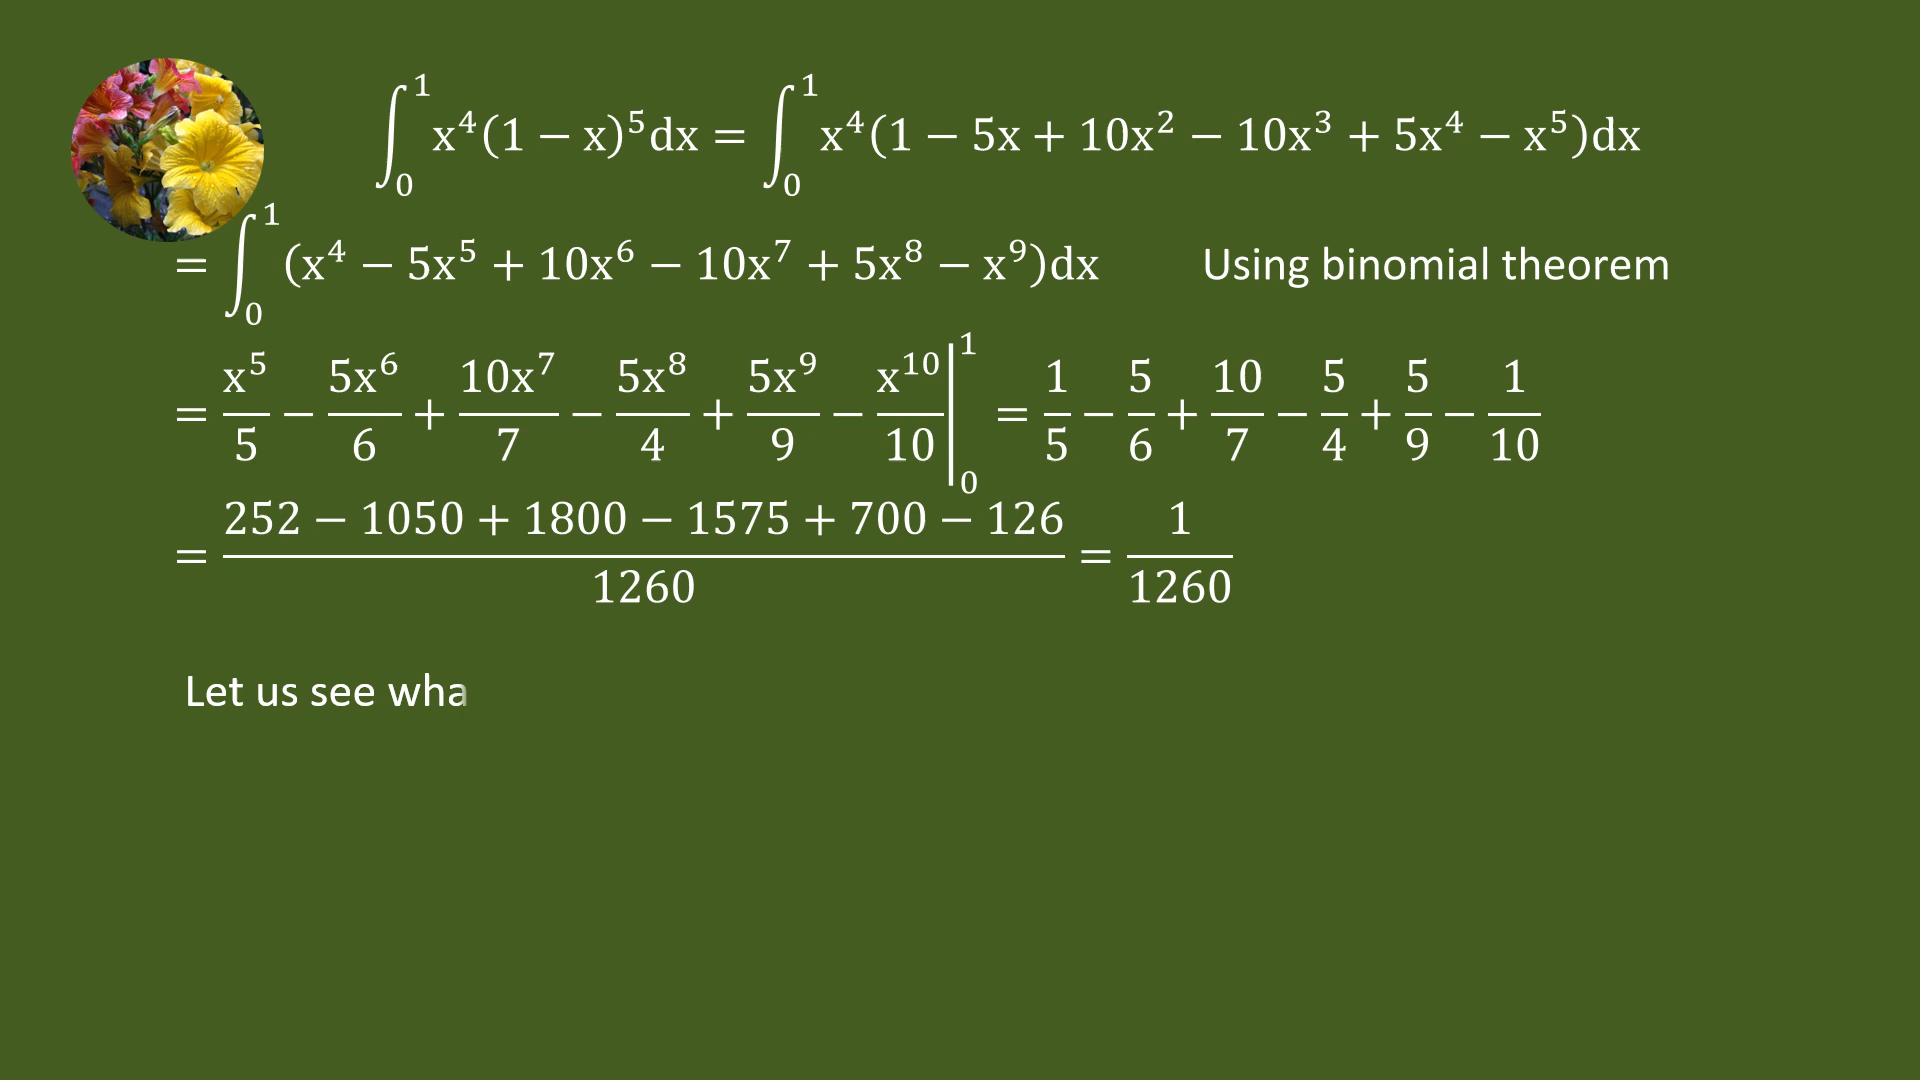 ∫₀¹ x⁴(1 − x)⁵dx = ∫₀¹ x⁴(1 − 5x + 10x² − 10x³ + 5x⁴ − x⁵)dx
= ∫₀¹ (x⁴ − 5x⁵ + 10x⁶ − 10x⁷ + 5x⁸ − x⁹)dx Using binomial theorem
= x⁵/5 − 5x⁶/6 + 10x⁷/7 − 5x⁸/4 + 5x⁹/9 − x¹⁰/10 |₀¹ = 1/5 − 5/6 + 10/7 − 5/4 + 5/9 − 1/10
= (252 − 1050 + 1800 − 1575 + 700 − 126)/1260 = 1/1260
Let us see wha